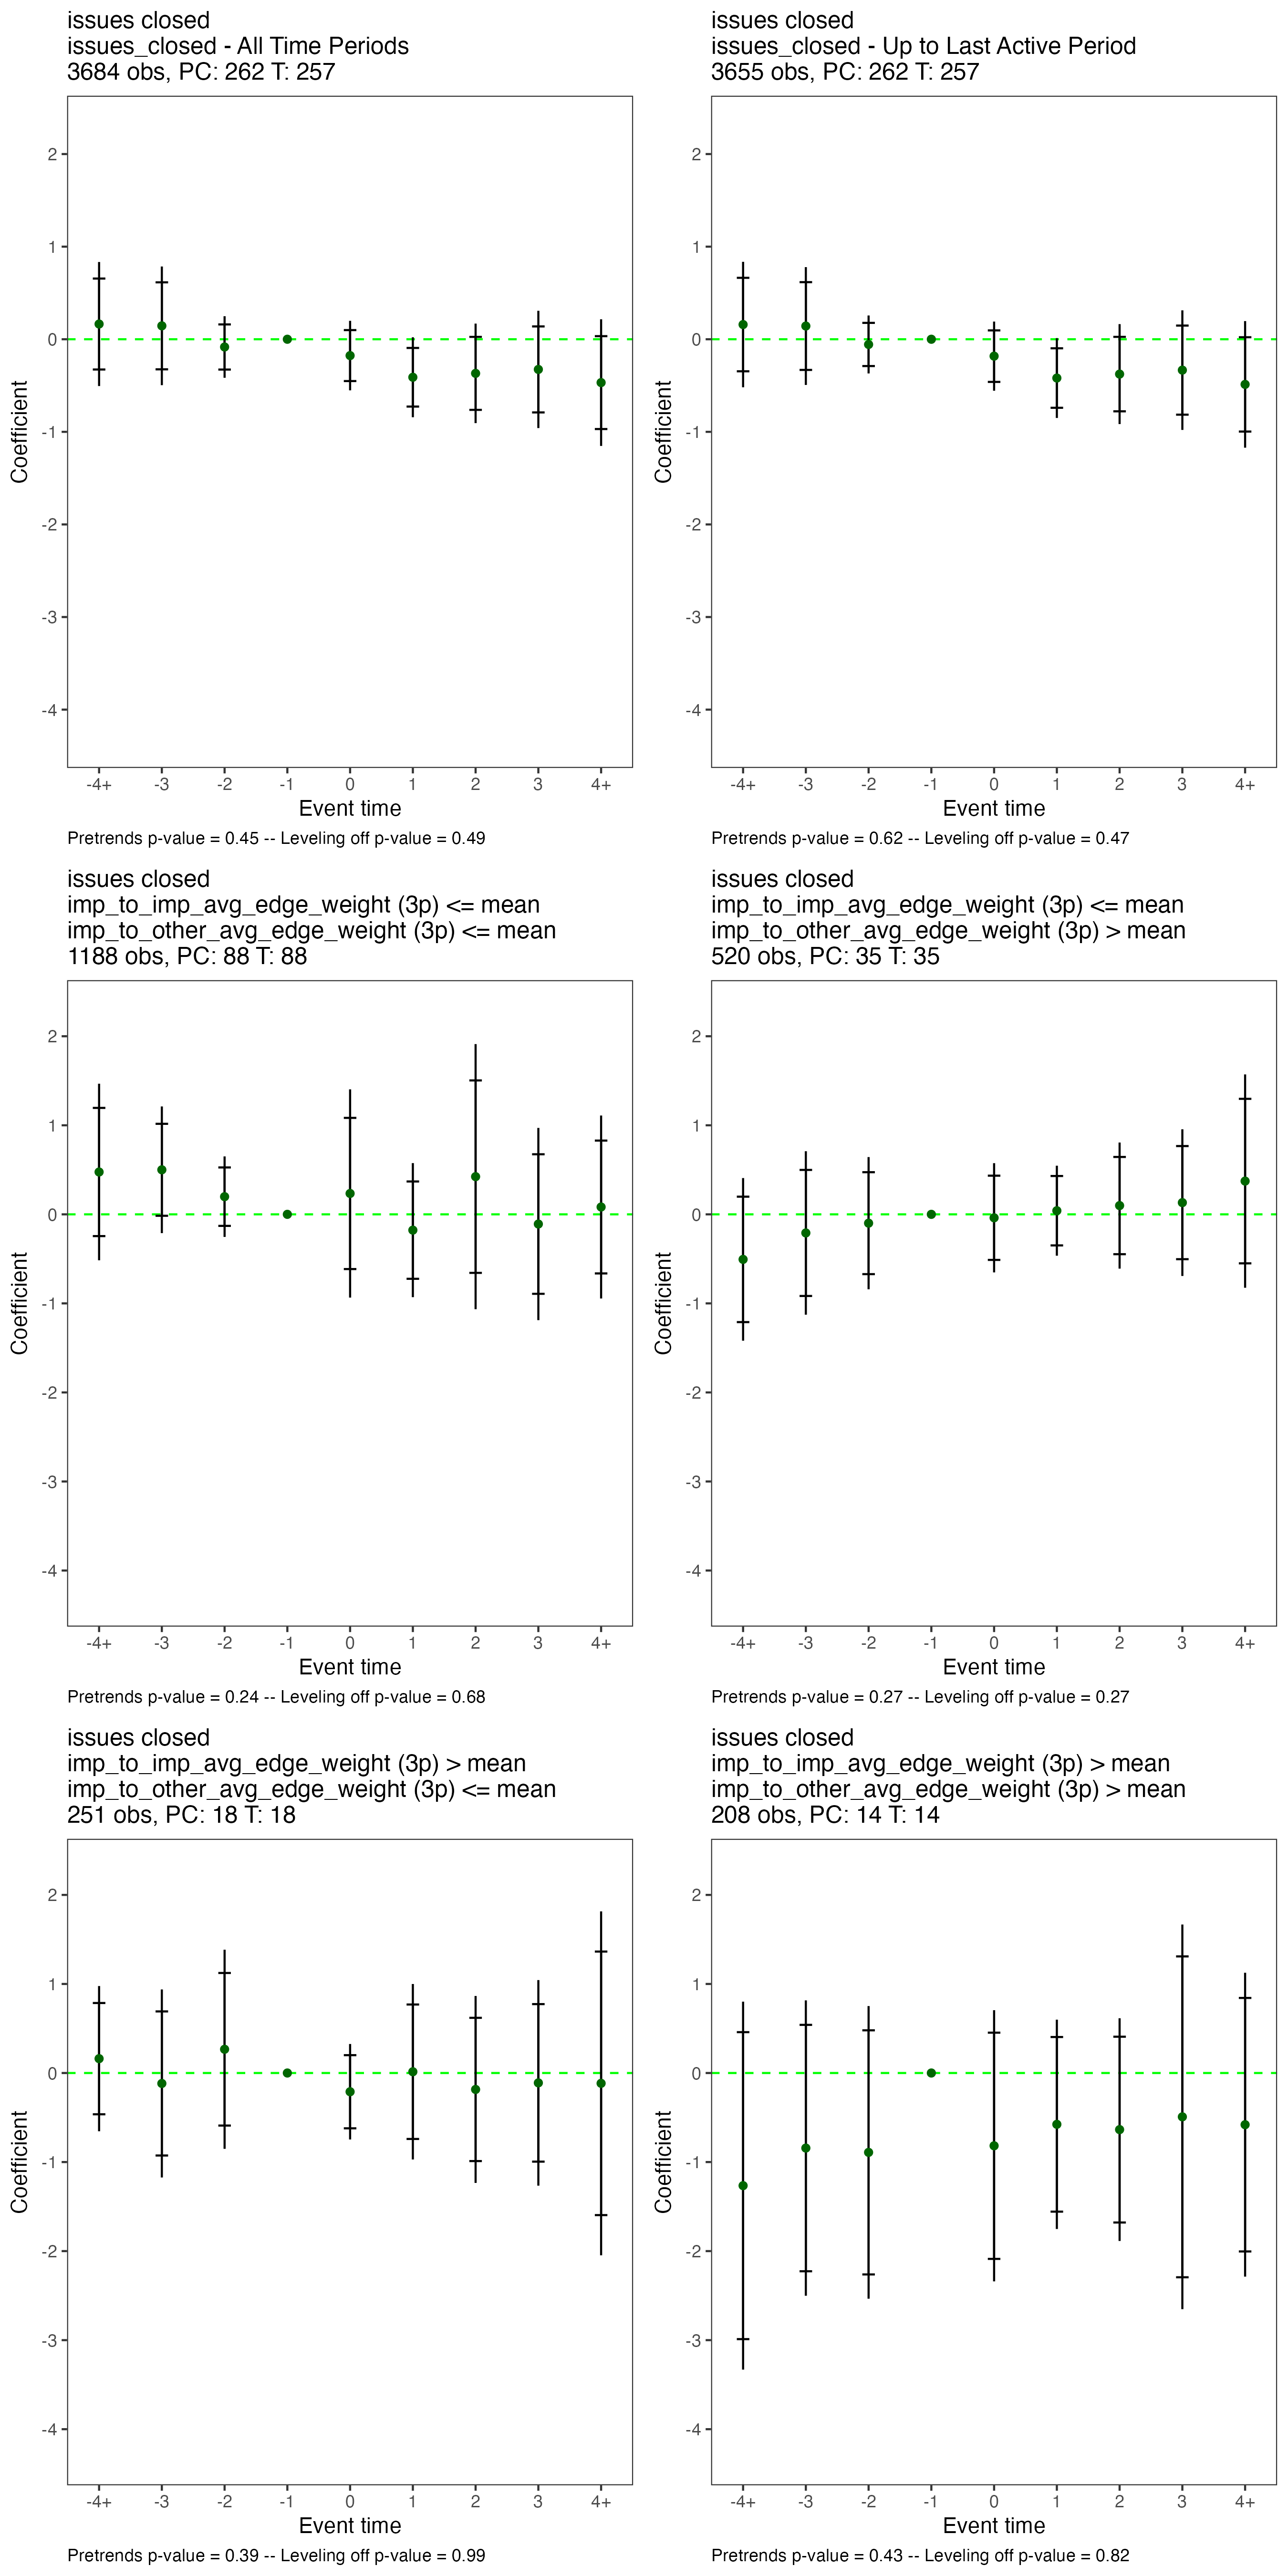 issues closed
issues_closed - All Time Periods
3684 obs, PC: 262 T: 257
2
1
0
-1
-2
-3
-4
Coefficient
-4+ -3 -2 -1 0 1 2 3 4+
Event time
Pretrends p-value = 0.45 -- Leveling off p-value = 0.49
issues closed
issues_closed - Up to Last Active Period
3655 obs, PC: 262 T: 257
2
1
0
-1
-2
-3
-4
Coefficient
-4+ -3 -2 -1 0 1 2 3 4+
Event time
Pretrends p-value = 0.62 -- Leveling off p-value = 0.47
issues closed
imp_to_imp_avg_edge_weight (3p) <= mean
imp_to_other_avg_edge_weight (3p) <= mean
1188 obs, PC: 88 T: 88
2
1
0
-1
-2
-3
-4
Coefficient
-4+ -3 -2 -1 0 1 2 3 4+
Event time
Pretrends p-value = 0.24 -- Leveling off p-value = 0.68
issues closed
imp_to_imp_avg_edge_weight (3p) <= mean
imp_to_other_avg_edge_weight (3p) > mean
520 obs, PC: 35 T: 35
2
1
0
-1
-2
-3
-4
Coefficient
-4+ -3 -2 -1 0 1 2 3 4+
Event time
Pretrends p-value = 0.27 -- Leveling off p-value = 0.27
issues closed
imp_to_imp_avg_edge_weight (3p) > mean
imp_to_other_avg_edge_weight (3p) <= mean
251 obs, PC: 18 T: 18
2
1
0
-1
-2
-3
-4
Coefficient
-4+ -3 -2 -1 0 1 2 3 4+
Event time
Pretrends p-value = 0.39 -- Leveling off p-value = 0.99
issues closed
imp_to_imp_avg_edge_weight (3p) > mean
imp_to_other_avg_edge_weight (3p) > mean
208 obs, PC: 14 T: 14
2
1
0
-1
-2
-3
-4
Coefficient
-4+ -3 -2 -1 0 1 2 3 4+
Event time
Pretrends p-value = 0.43 -- Leveling off p-value = 0.82